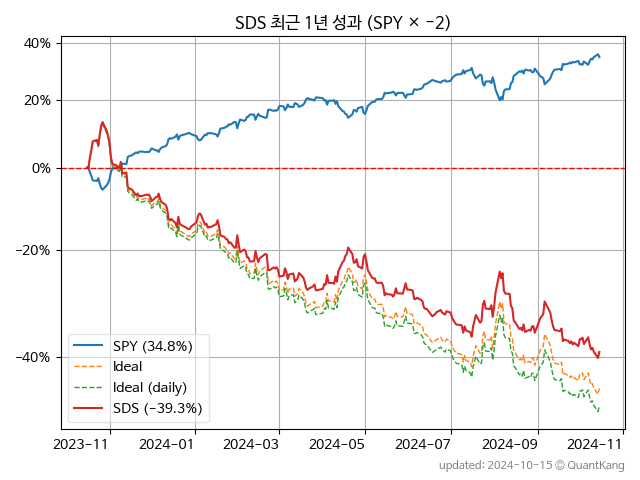 SDS 최근 1년 성과 (SPY × −2)
40%
20%
0%
−20%
−40%
SPY (34.8%)
Ideal
Ideal (daily)
SDS (−39.3%)
2023−11 2024−01 2024−03 2024−05 2024−07 2024−09 2024−11
updated: 2024-10-15 © QuantKang